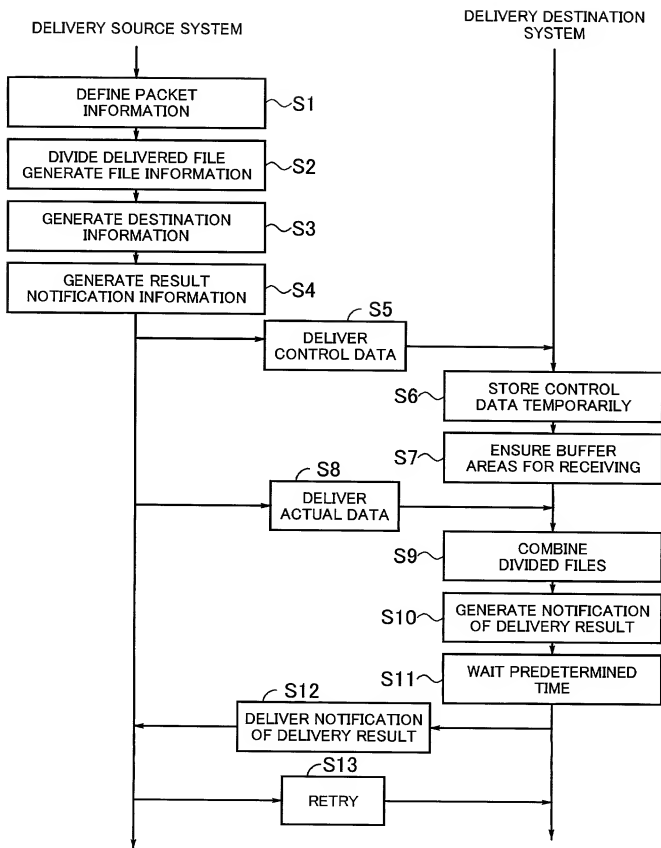 DELIVERY SOURCE SYSTEM
DELIVERY DESTINATION
SYSTEM
DEFINE PACKET
INFORMATION
S1
DIVIDE DELIVERED FILE
GENERATE FILE INFORMATION
S2
GENERATE DESTINATION
INFORMATION
S3
GENERATE RESULT
NOTIFICATION INFORMATION
S4
S5
DELIVER
CONTROL DATA
S6
STORE CONTROL
DATA TEMPORARILY
S7
ENSURE BUFFER
AREAS FOR RECEIVING
S8
DELIVER
ACTUAL DATA
S9
COMBINE
DIVIDED FILES
S10
GENERATE NOTIFICATION
OF DELIVERY RESULT
S11
WAIT PREDETERMINED
TIME
S12
DELIVER NOTIFICATION
OF DELIVERY RESULT
S13
RETRY